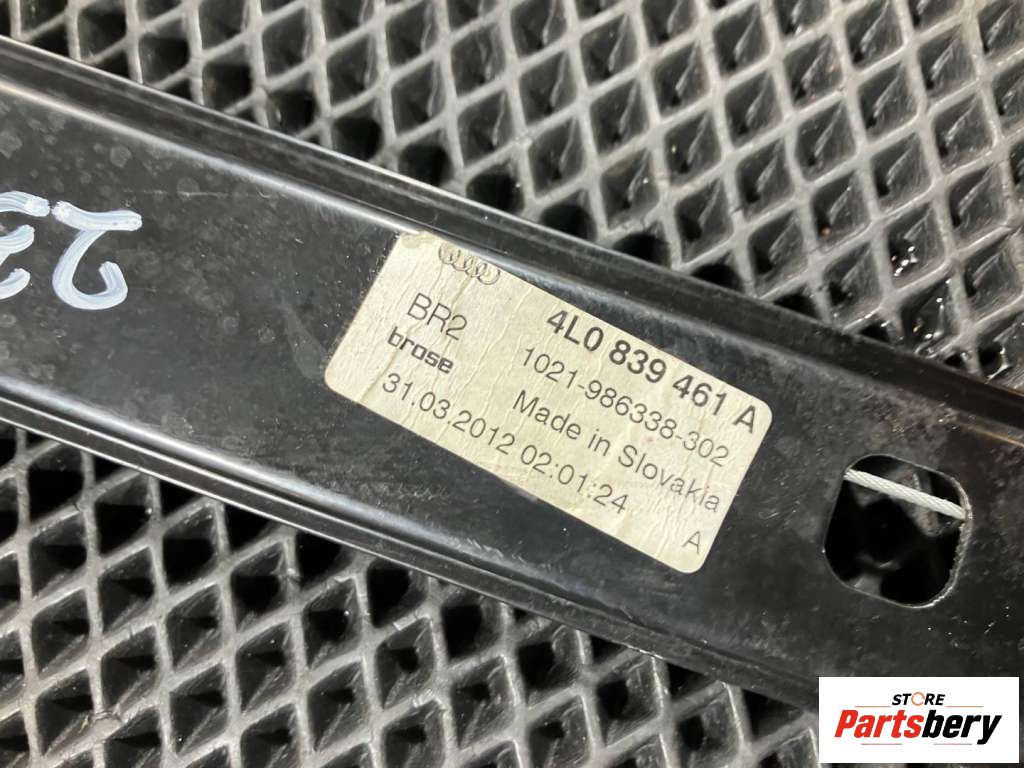 4L0 839 461 A
BR2
1021-986338-302
brose
Made in Slovakia
31.03.2012 02:01:24
A
STORE
Partsbery